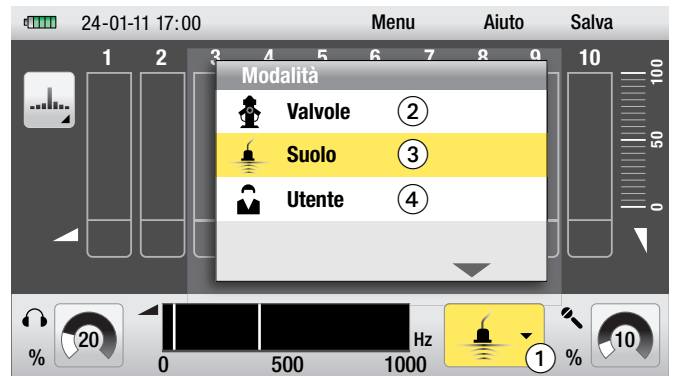 24-01-11 17:00 Menu Aiuto Salva
1 2 3 4 5 6 7 8 9 10
Modalità
Valvole 2
Suolo 3
Utente 4
100
50
0
20 %
0 500 1000 Hz
1
10 %